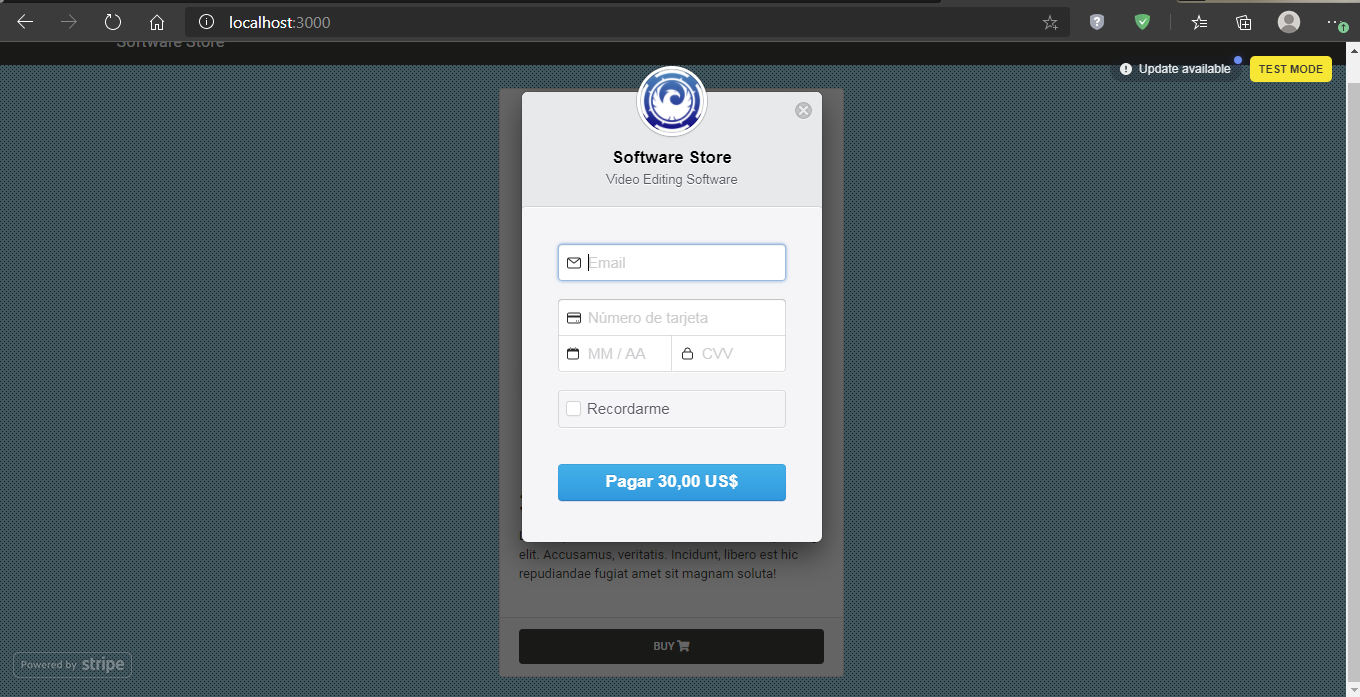 localhost:3000
Software Store
Update available
TEST MODE
Software Store
Video Editing Software
Email
Número de tarjeta
MM / AA
CVV
Recordarme
Pagar 30,00 US$
elit. Accusamus, veritatis. Incidunt, libero est hic
repudiandae fugiat amet sit magnam soluta!
BUY
Powered by stripe